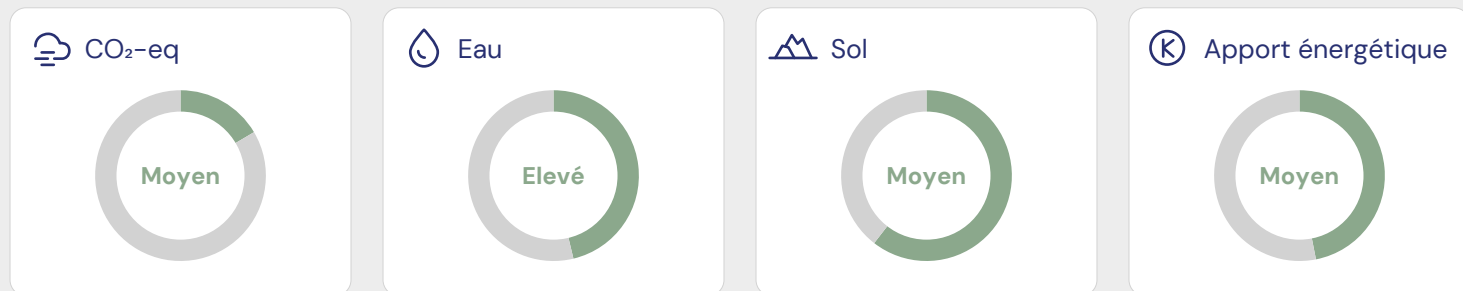 CO₂-eq
Moyen
Eau
Elevé
Sol
Moyen
Apport énergétique
Moyen